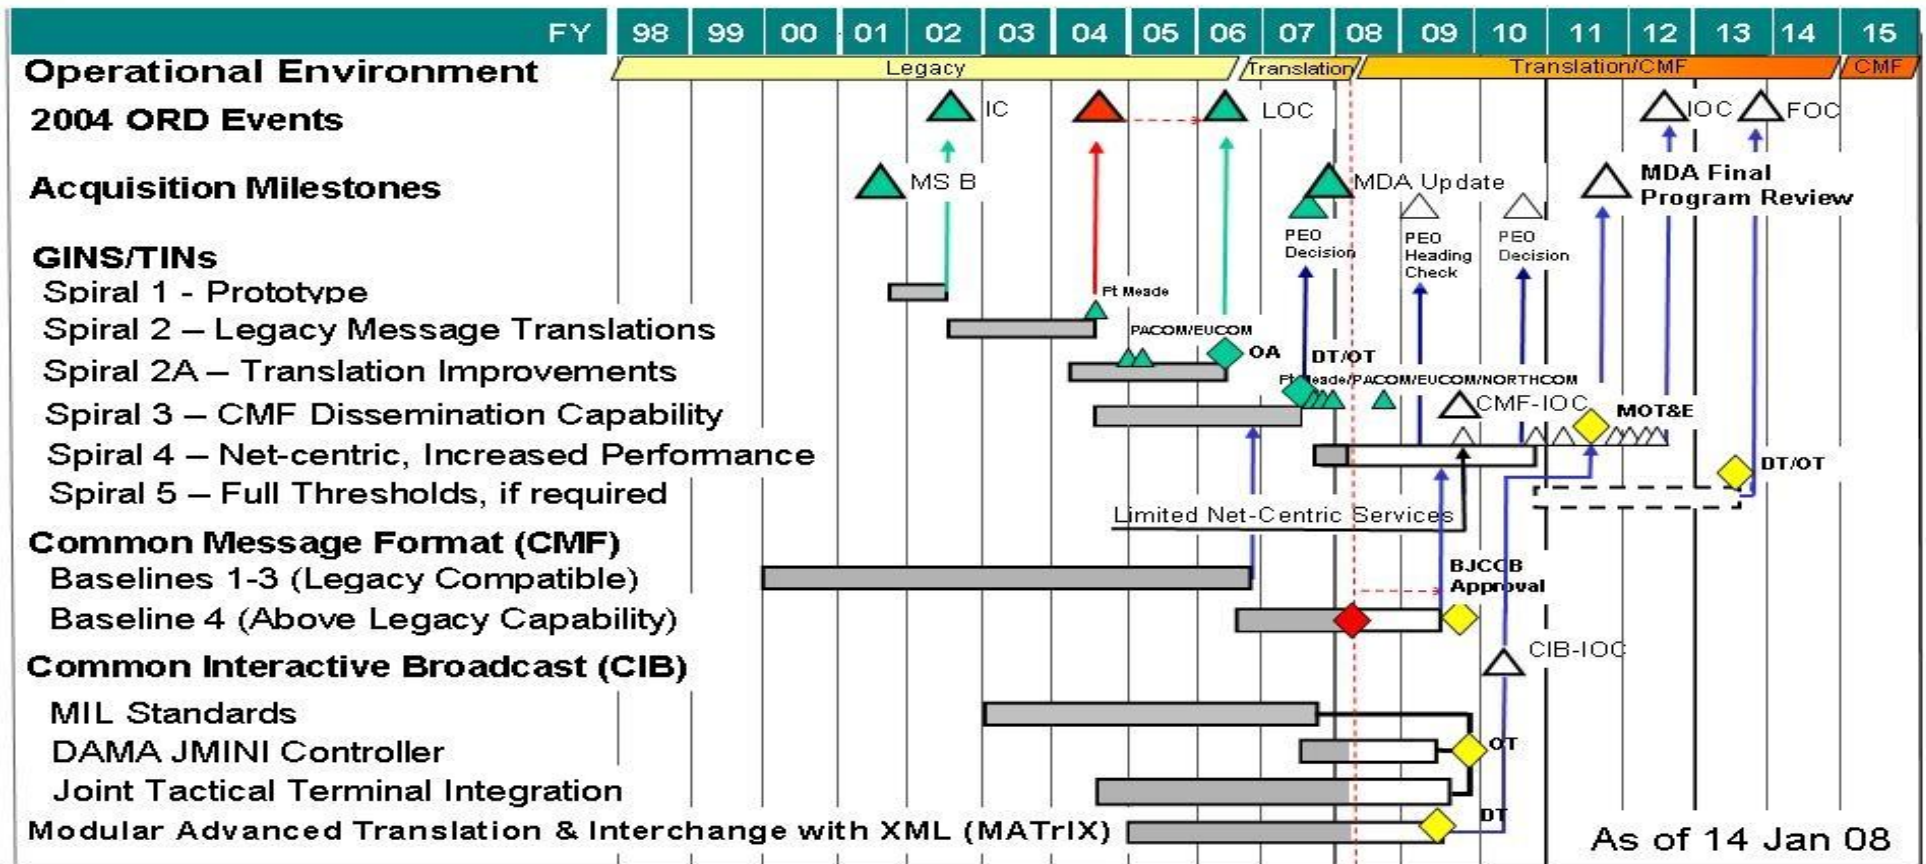 FY 98 99 00 01 02 03 04 05 06 07 08 09 10 11 12 13 14 15
Operational Environment
Legacy Translation Translation/CMF CMF
2004 ORD Events
IC LOC IOC FOC
Acquisition Milestones
MS B MDA Update
MDA Final
Program Review
PEO
Decision
PEO
Heading
Check
PEO
Decision
GINS/TINs
Spiral 1 - Prototype
Ft Meade
Spiral 2 – Legacy Message Translations
PACOM/EUCOM
OA DT/OT
Spiral 2A – Translation Improvements
Ft Meade/PACOM/EUCOM/NORTHCOM
Spiral 3 – CMF Dissemination Capability
CMF-IOC MOT&E
Spiral 4 – Net-centric, Increased Performance
DT/OT
Spiral 5 – Full Thresholds, if required
Limited Net-Centric Services
Common Message Format (CMF)
Baselines 1-3 (Legacy Compatible)
BJCCB
Approval
Baseline 4 (Above Legacy Capability)
Common Interactive Broadcast (CIB)
CIB-IOC
MIL Standards
DAMA JMINI Controller
OT
Joint Tactical Terminal Integration
Modular Advanced Translation & Interchange with XML (MATrIX)
DT
As of 14 Jan 08